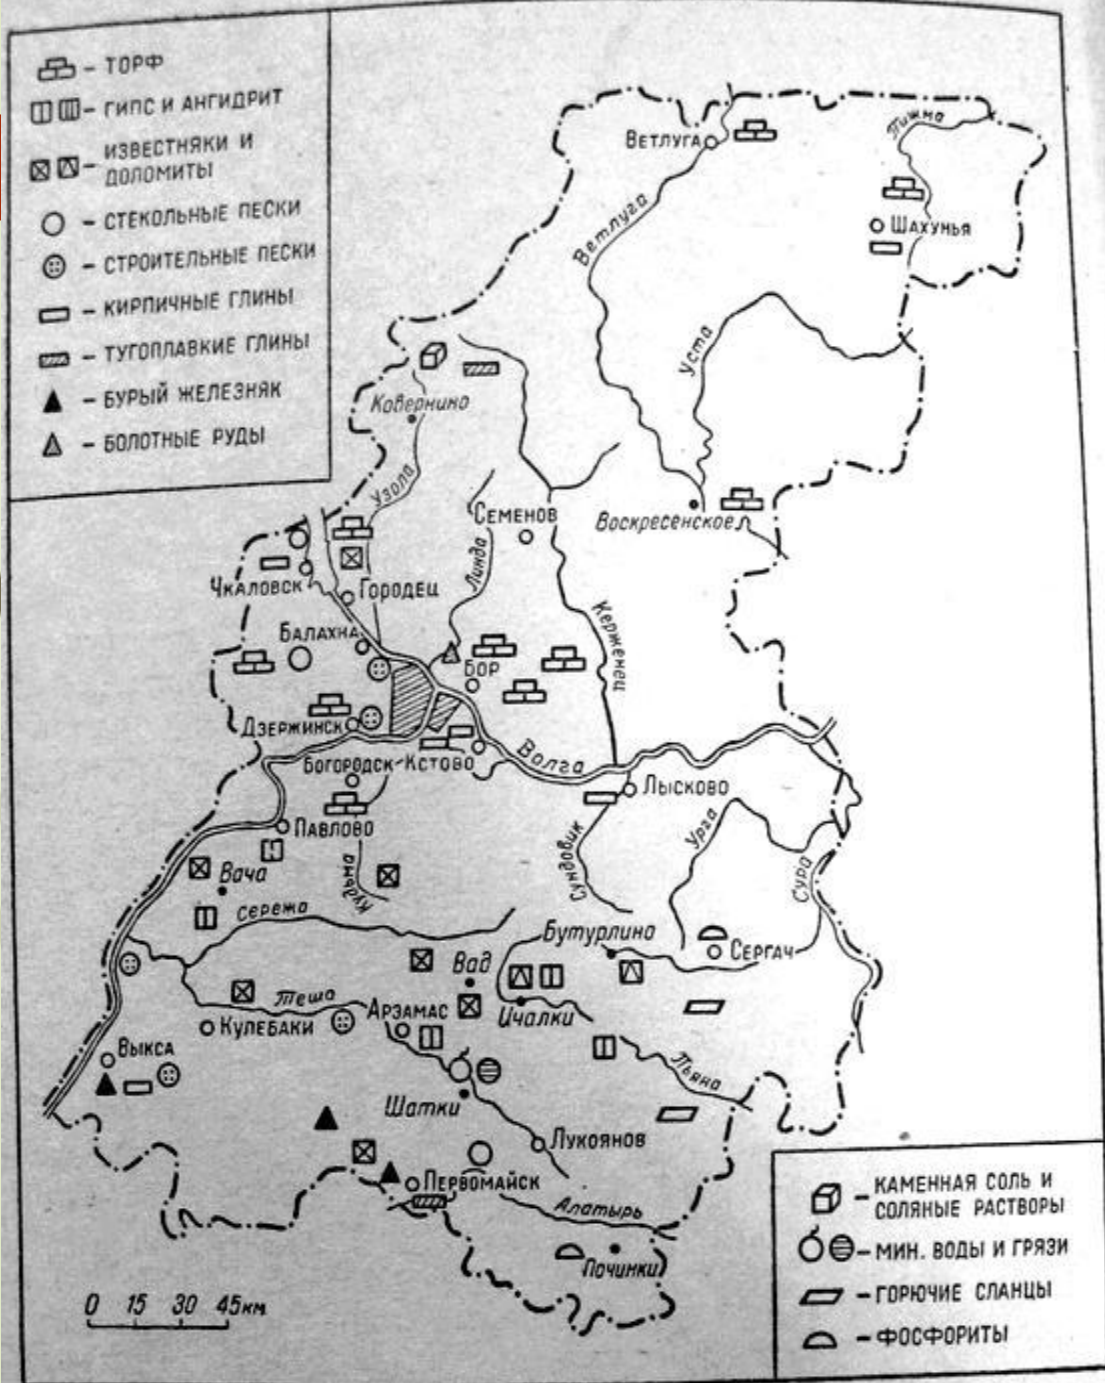 – ТОРФ
– ГИПС И АНГИДРИТ
– ИЗВЕСТНЯКИ И
ДОЛОМИТЫ
– СТЕКОЛЬНЫЕ ПЕСКИ
– СТРОИТЕЛЬНЫЕ ПЕСКИ
– КИРПИЧНЫЕ ГЛИНЫ
– ТУГОПЛАВКИЕ ГЛИНЫ
– БУРЫЙ ЖЕЛЕЗНЯК
– БОЛОТНЫЕ РУДЫ
ВЕТЛУГА
Пижма
Ветлуга
ШАХУНЬЯ
Уста
Ковернино
Узола
СЕМЕНОВ
Воскресенское
Линда
ЧКАЛОВСК
ГОРОДЕЦ
Керженец
БАЛАХНА
БОР
ДЗЕРЖИНСК
БОГОРОДСК
КСТОВО
Волга
ЛЫСКОВО
ПАВЛОВО
Урга
Сундовик
Вача
Кудьма
Сура
Сережа
Бутурлино
СЕРГАЧ
Вад
Теша
АРЗАМАС
Ичалки
КУЛЕБАКИ
ВЫКСА
Пьяна
Шатки
ЛУКОЯНОВ
ПЕРВОМАЙСК
Алатырь
Починки
0 15 30 45км
– КАМЕННАЯ СОЛЬ И
СОЛЯНЫЕ РАСТВОРЫ
– МИН. ВОДЫ И ГРЯЗИ
– ГОРЮЧИЕ СЛАНЦЫ
– ФОСФОРИТЫ